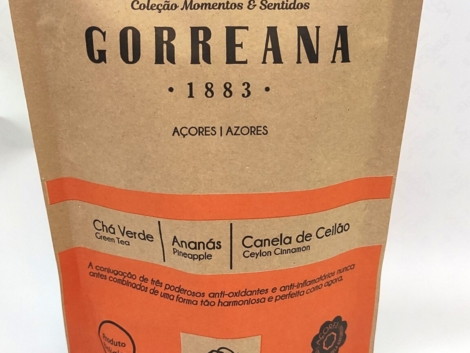 Coleção Momentos & Sentidos
GORREANA
• 1883 •
AÇORES | AZORES
Chá Verde
Green Tea
Ananás
Pineapple
Canela de Ceilão
Ceylon Cinnamon
A conjugação de três poderosos anti-oxidantes e anti-inflamatórios nunca
antes combinados de uma forma tão harmoniosa e perfeita como agora.